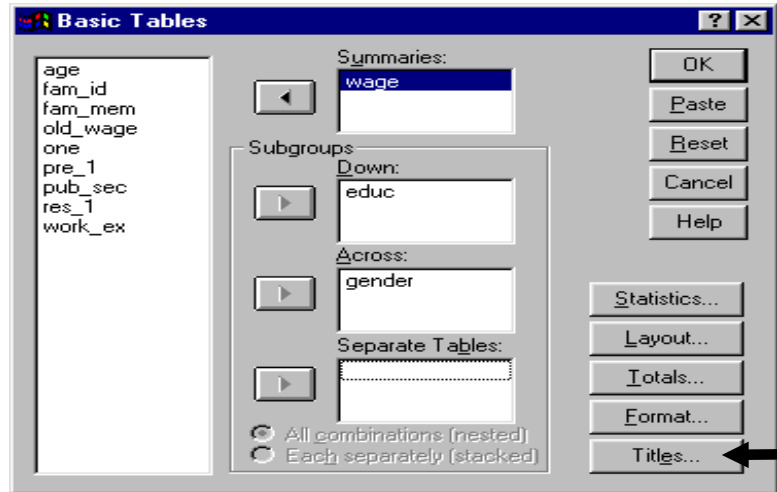 Basic Tables
age
fam_id
fam_mem
old_wage
one
pre_1
pub_sec
res_1
work_ex
Summaries:
wage
Subgroups
Down:
educ
Across:
gender
Separate Tables:
All combinations (nested)
Each separately (stacked)
OK
Paste
Reset
Cancel
Help
Statistics...
Layout...
Totals...
Format...
Titles...